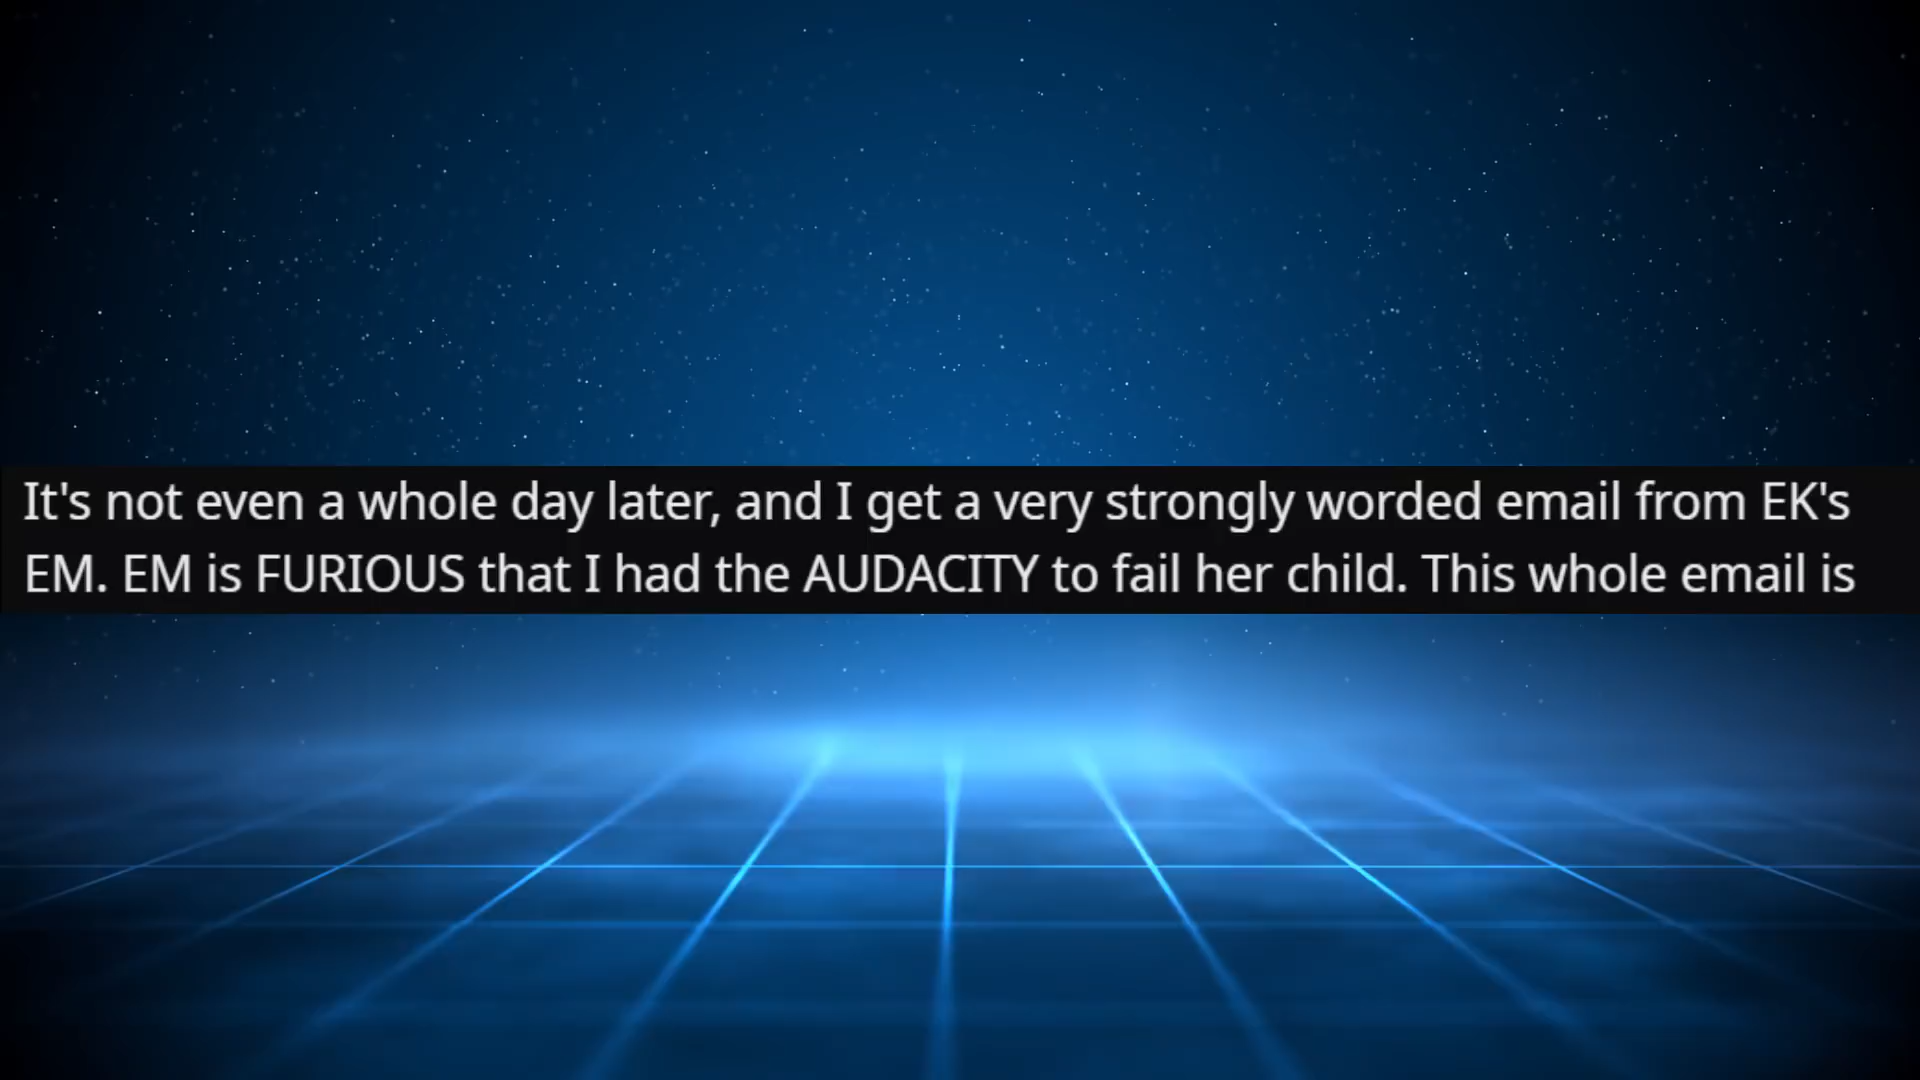 It's not even a whole day later, and I get a very strongly worded email from EK's
EM. EM is FURIOUS that I had the AUDACITY to fail her child. This whole email is